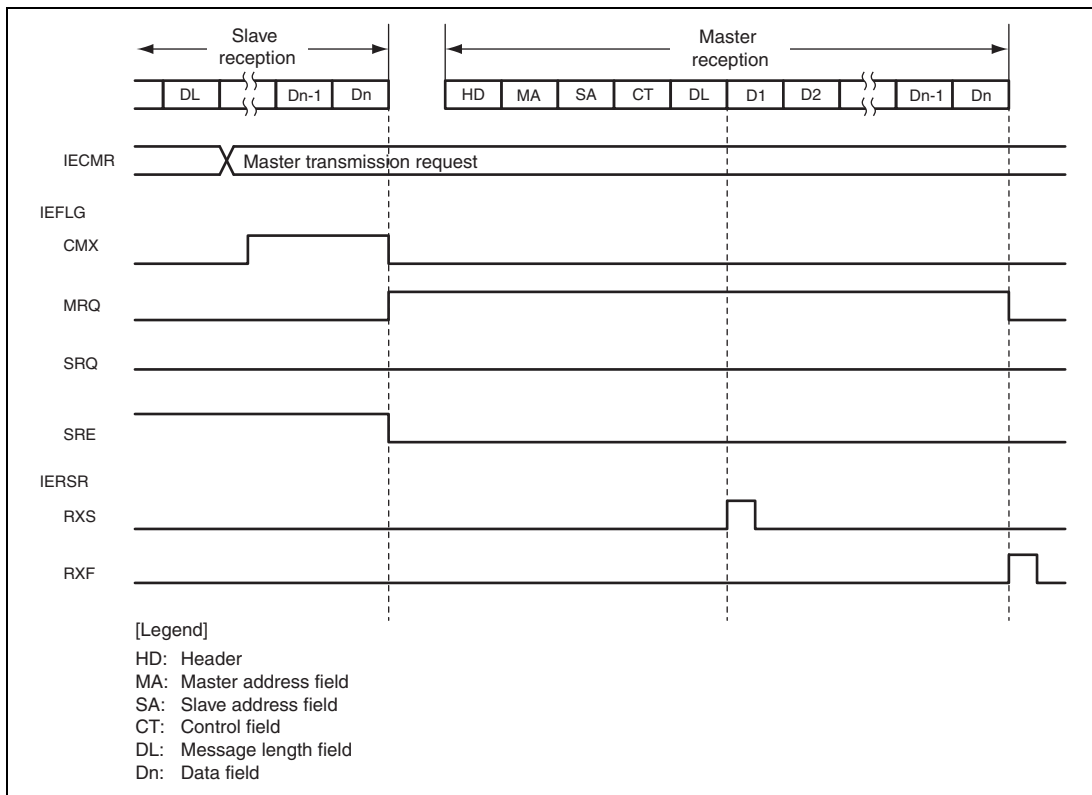 Slave
reception
Master
reception
DL Dn-1 Dn HD MA SA CT DL D1 D2 Dn-1 Dn
IECMR Master transmission request
IEFLG
CMX
MRQ
SRQ
SRE
IERSR
RXS
RXF
[Legend]
HD: Header
MA: Master address field
SA: Slave address field
CT: Control field
DL: Message length field
Dn: Data field